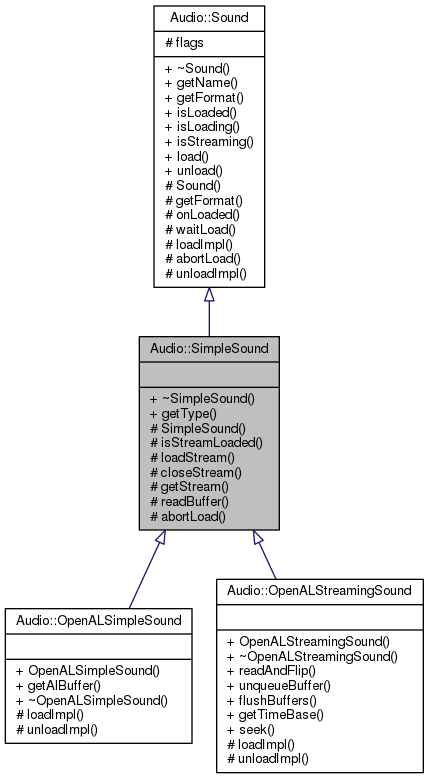 Audio::Sound
# flags
+ ~Sound()
+ getName()
+ getFormat()
+ isLoaded()
+ isLoading()
+ isStreaming()
+ load()
+ unload()
# Sound()
# getFormat()
# onLoaded()
# waitLoad()
# loadImpl()
# abortLoad()
# unloadImpl()
Audio::SimpleSound
+ ~SimpleSound()
+ getType()
# SimpleSound()
# isStreamLoaded()
# loadStream()
# closeStream()
# getStream()
# readBuffer()
# abortLoad()
Audio::OpenALSimpleSound
+ OpenALSimpleSound()
+ getAlBuffer()
+ ~OpenALSimpleSound()
# loadImpl()
# unloadImpl()
Audio::OpenALStreamingSound
+ OpenALStreamingSound()
+ ~OpenALStreamingSound()
+ readAndFlip()
+ unqueueBuffer()
+ flushBuffers()
+ getTimeBase()
+ seek()
# loadImpl()
# unloadImpl()